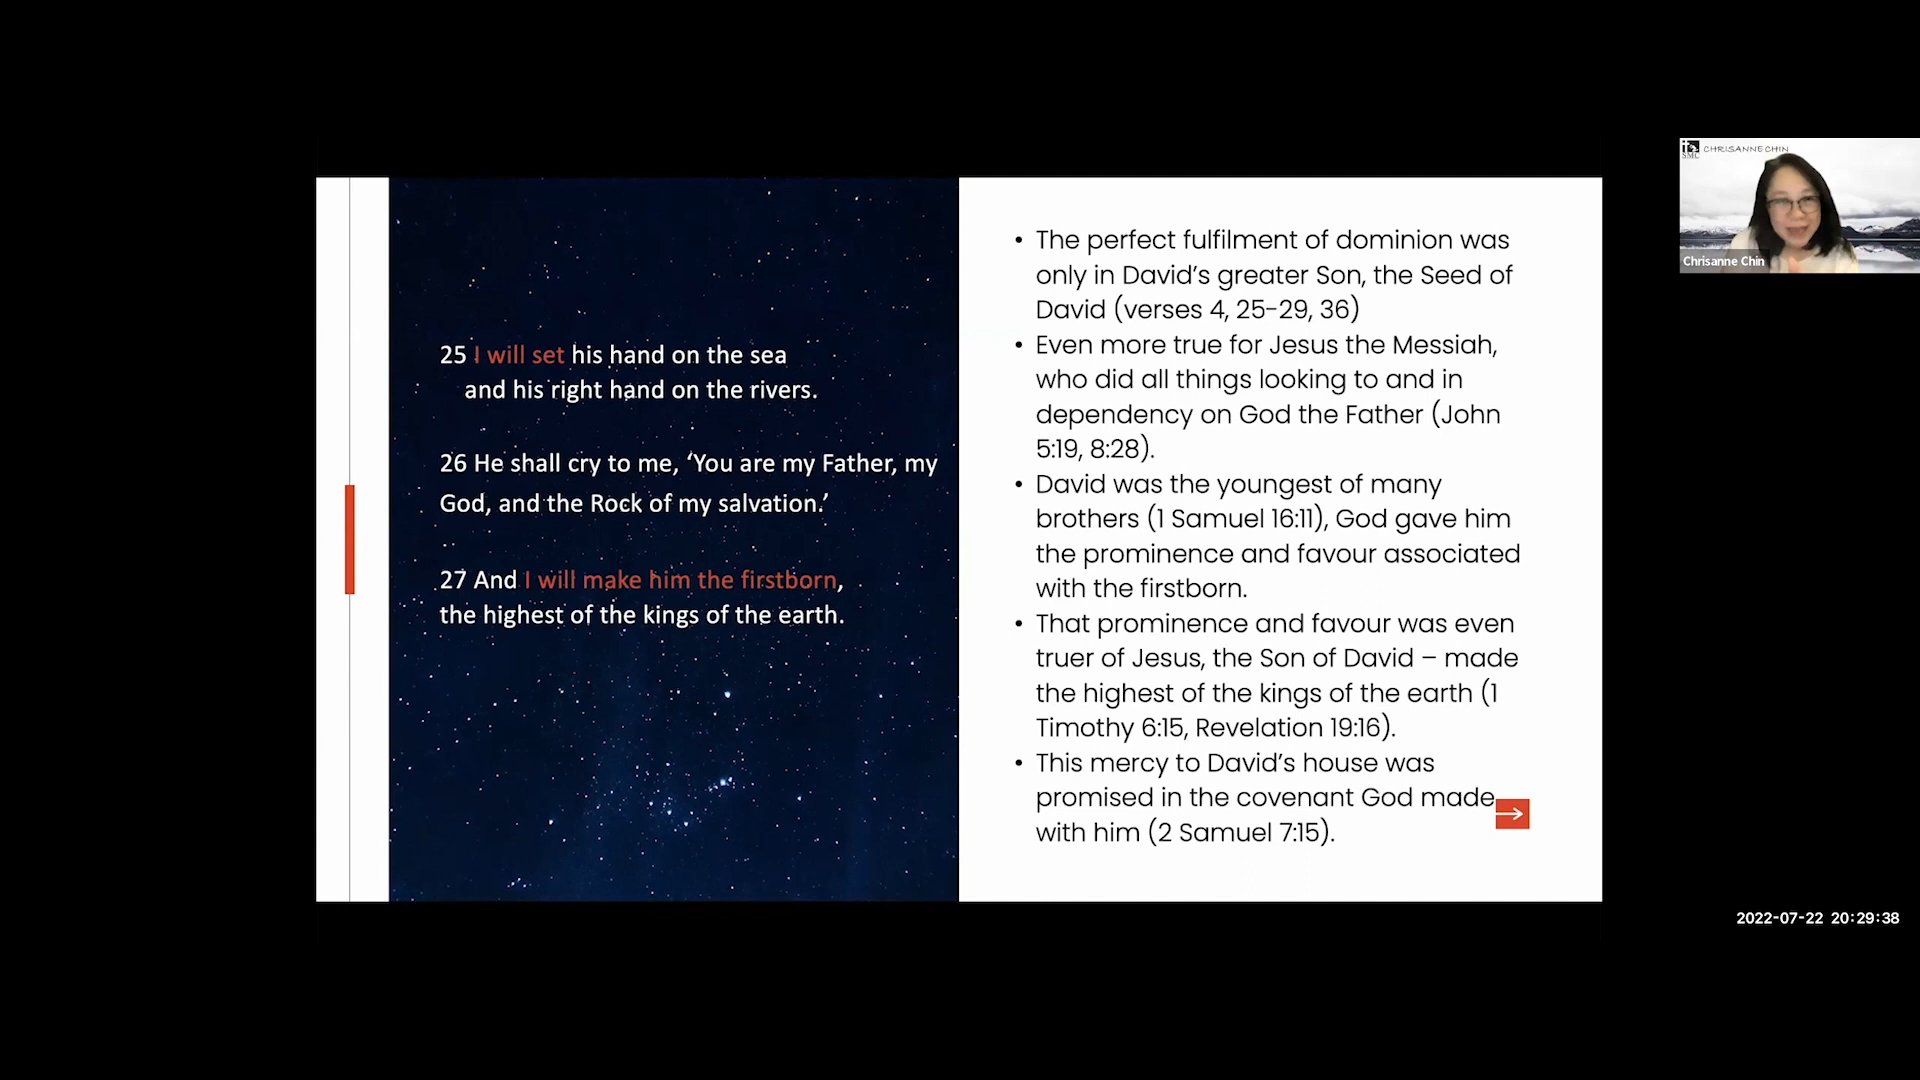 25 I will set his hand on the sea
and his right hand on the rivers.
26 He shall cry to me, ‘You are my Father, my
God, and the Rock of my salvation.’
27 And I will make him the firstborn,
the highest of the kings of the earth.
• The perfect fulfilment of dominion was
only in David’s greater Son, the Seed of
David (verses 4, 25-29, 36)
• Even more true for Jesus the Messiah,
who did all things looking to and in
dependency on God the Father (John
5:19, 8:28).
• David was the youngest of many
brothers (1 Samuel 16:11), God gave him
the prominence and favour associated
with the firstborn.
• That prominence and favour was even
truer of Jesus, the Son of David – made
the highest of the kings of the earth (1
Timothy 6:15, Revelation 19:16).
• This mercy to David’s house was
promised in the covenant God made
with him (2 Samuel 7:15).
CHRISANNE CHIN
SMC
Chrisanne Chin
2022-07-22 20:29:38